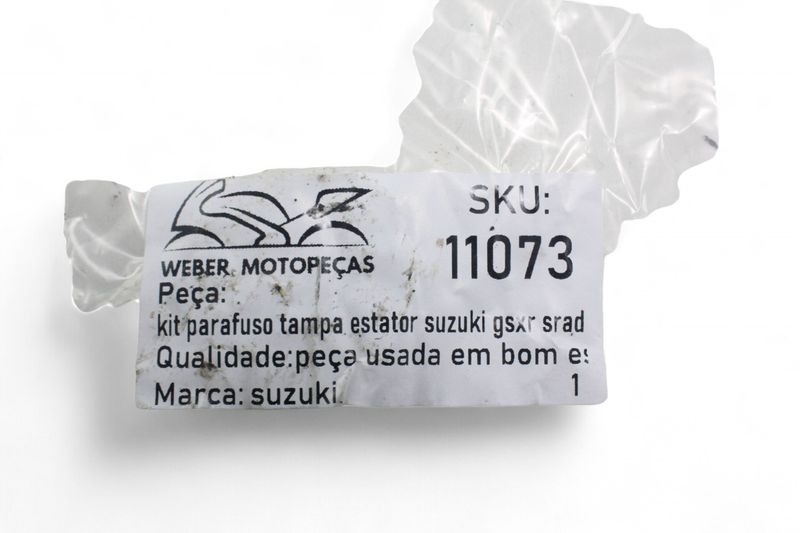 SKU:
11073
WEBER MOTOPEÇAS
Peça:
kit parafuso tampa estator suzuki gsxr srad
Qualidade:peça usada em bom es
Marca: suzuki
1